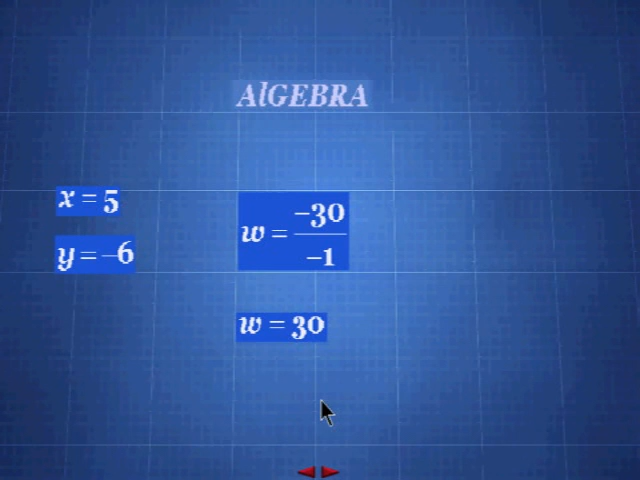 AlGEBRA
x = 5
y = –6
w = –30/–1
w = 30